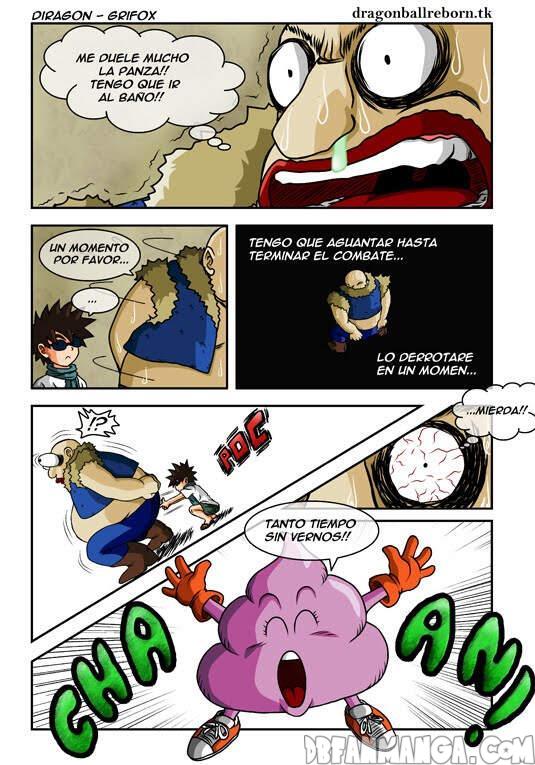 DIRAGON - GRIFOX
dragonballreborn.tk
ME DUELE MUCHO
LA PANZA!!
TENGO QUE IR
AL BAÑO!!
UN MOMENTO
POR FAVOR...
...
TENGO QUE AGUANTAR HASTA
TERMINAR EL COMBATE...
LO DERROTARE
EN UN MOMEN...
!?
POC
...MIERDA!!
TANTO TIEMPO
SIN VERNOS!!
CHA
AN!
DBFANMANGA.COM